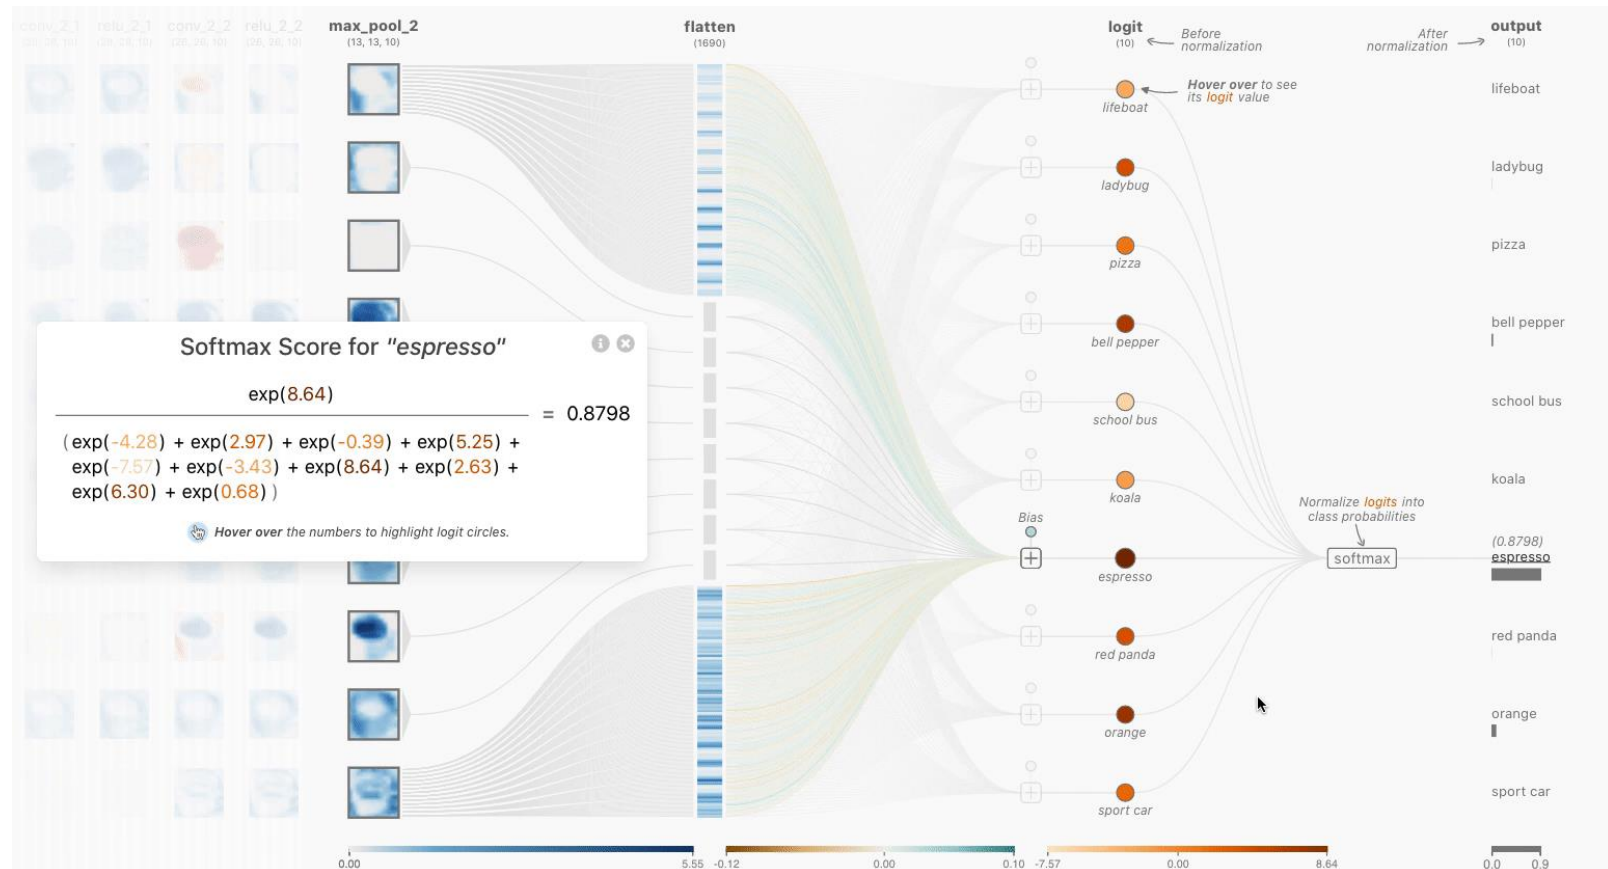 conv_2_1 relu_2_1 conv_2_2 relu_2_2 max_pool_2 flatten logit output
(13, 13, 10) (1690) (10) (10)
Before
normalization
After
normalization
Hover over to see
its logit value
lifeboat
ladybug
pizza
bell pepper
school bus
koala
Bias
espresso
red panda
orange
sport car
Normalize logits into
class probabilities
softmax
lifeboat
ladybug
pizza
bell pepper
school bus
koala
(0.8798)
espresso
red panda
orange
sport car
Softmax Score for "espresso"
exp(8.64)
= 0.8798
(exp(-4.28) + exp(2.97) + exp(-0.39) + exp(5.25) +
exp(-7.57) + exp(-3.43) + exp(8.64) + exp(2.63) +
exp(6.30) + exp(0.68))
Hover over the numbers to highlight logit circles.
0.00 5.55 -0.12 0.00 0.10 -7.57 0.00 8.64 0.0 0.9